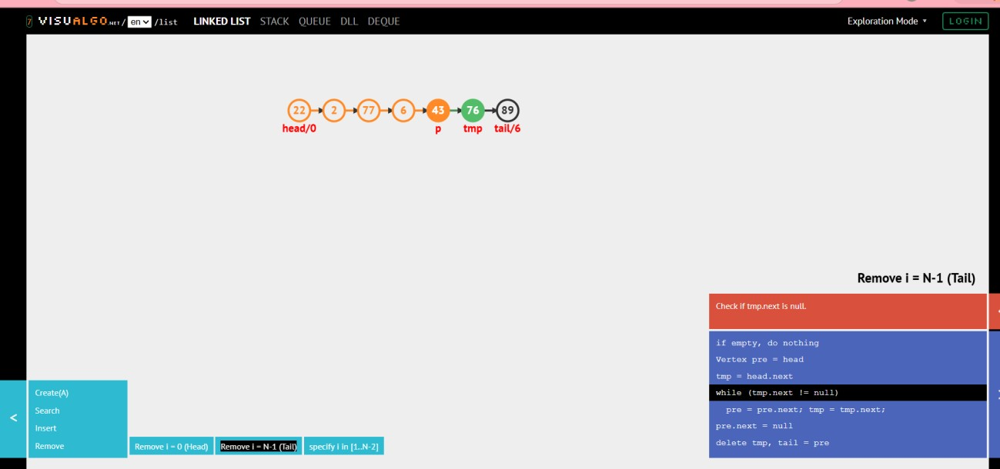 7 VISUALGO.NET/ en /list LINKED LIST STACK QUEUE DLL DEQUE Exploration Mode ▾ LOGIN
22 2 77 6 43 76 89
head/0 p tmp tail/6
Remove i = N-1 (Tail)
Check if tmp.next is null.
if empty, do nothing
Vertex pre = head
tmp = head.next
while (tmp.next != null)
pre = pre.next; tmp = tmp.next;
pre.next = null
delete tmp, tail = pre
<
Create(A)
Search
Insert
Remove
Remove i = 0 (Head) Remove i = N-1 (Tail) specify i in [1..N-2]